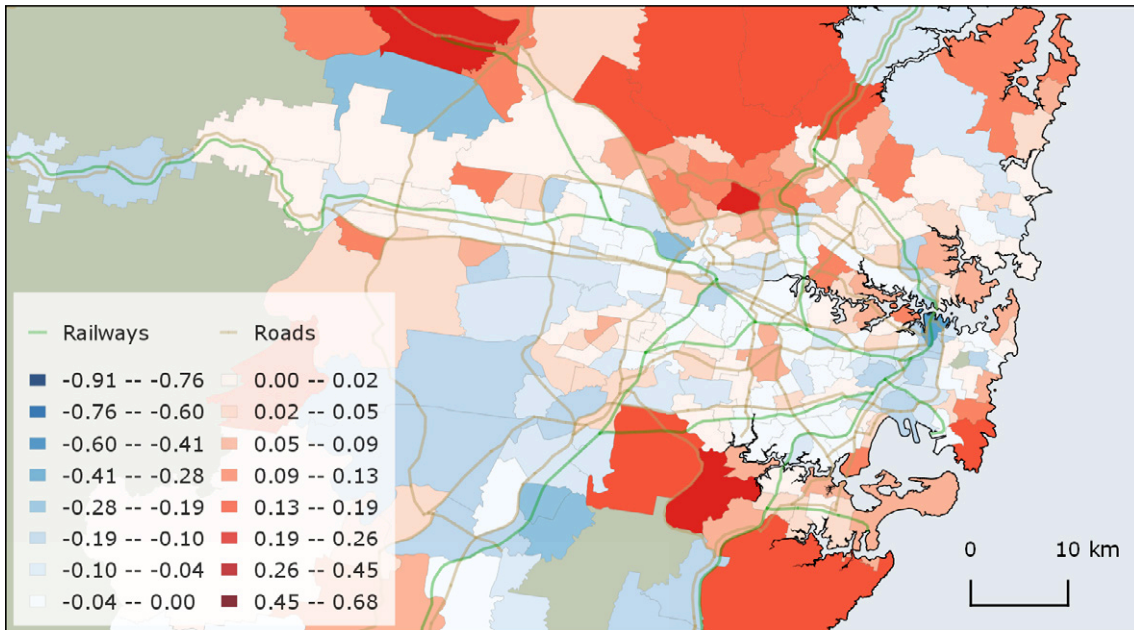 Railways Roads
-0.91 -- -0.76 0.00 -- 0.02
-0.76 -- -0.60 0.02 -- 0.05
-0.60 -- -0.41 0.05 -- 0.09
-0.41 -- -0.28 0.09 -- 0.13
-0.28 -- -0.19 0.13 -- 0.19
-0.19 -- -0.10 0.19 -- 0.26
-0.10 -- -0.04 0.26 -- 0.45
-0.04 -- 0.00 0.45 -- 0.68
0 10 km